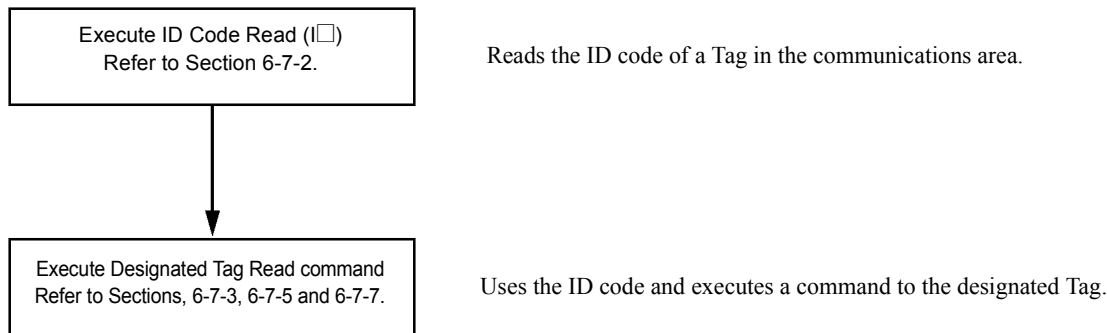 Execute ID Code Read (I□)
Refer to Section 6-7-2.
Reads the ID code of a Tag in the communications area.
Execute Designated Tag Read command
Refer to Sections, 6-7-3, 6-7-5 and 6-7-7.
Uses the ID code and executes a command to the designated Tag.